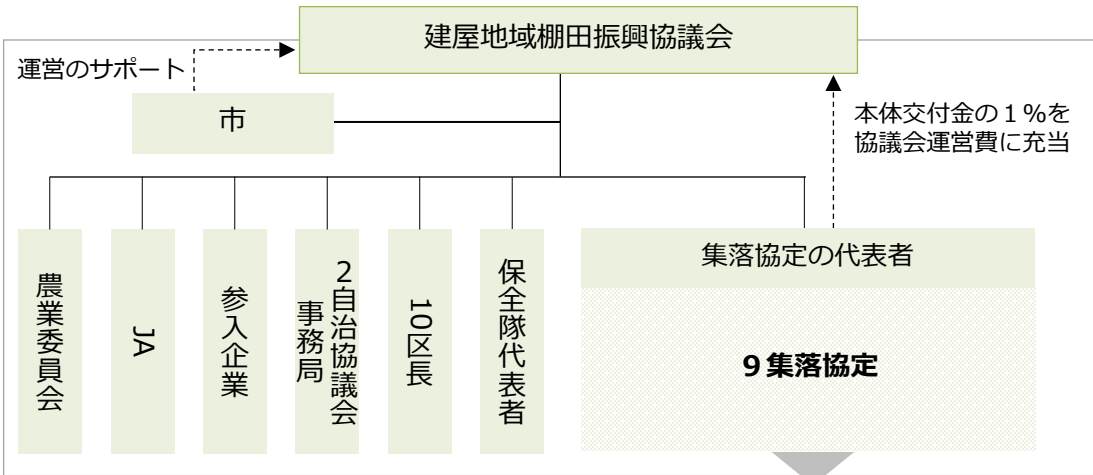 建屋地域棚田振興協議会
運営のサポート
市
本体交付金の１％を
協議会運営費に充当
農業委員会
JA
参入企業
２自治協議会
事務局
10区長
保全隊代表者
集落協定の代表者
９集落協定